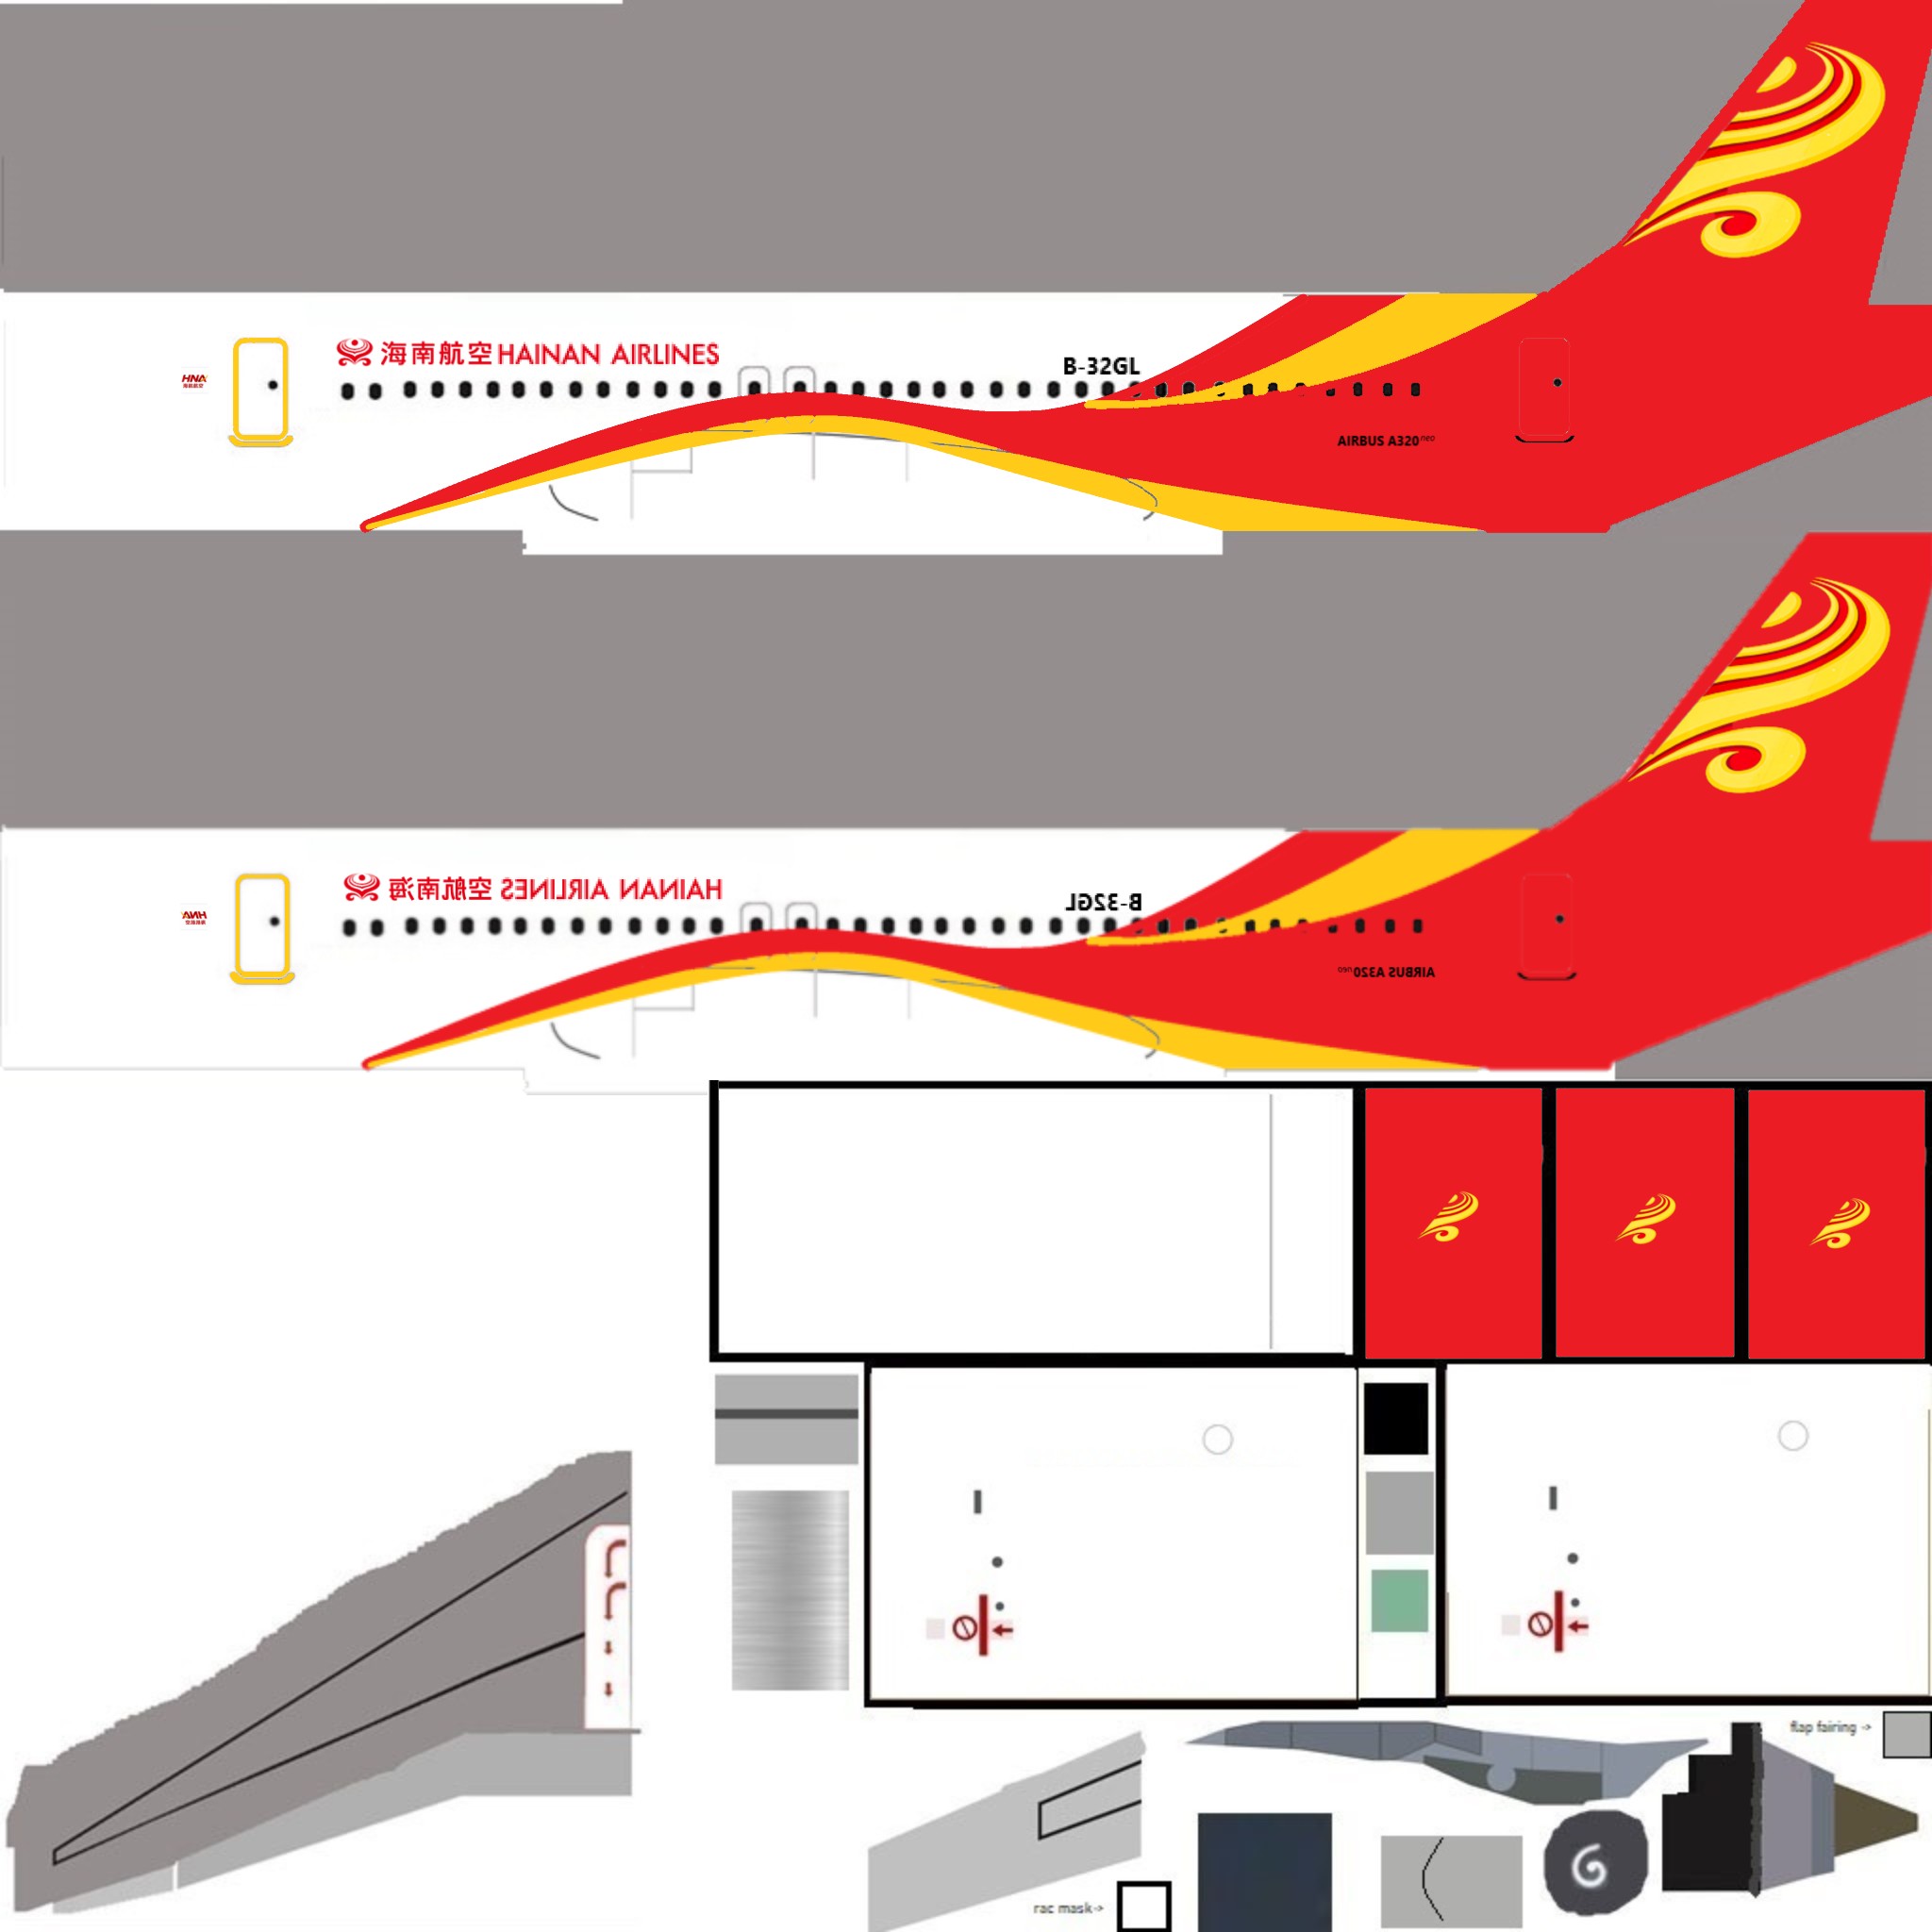 海南航空 HAINAN AIRLINES
B-32GL
HNA
AIRBUS A320neo
海南航空 HAINAN AIRLINES
B-32GL
HNA
AIRBUS A320neo
flap fairing ->
rac mask->